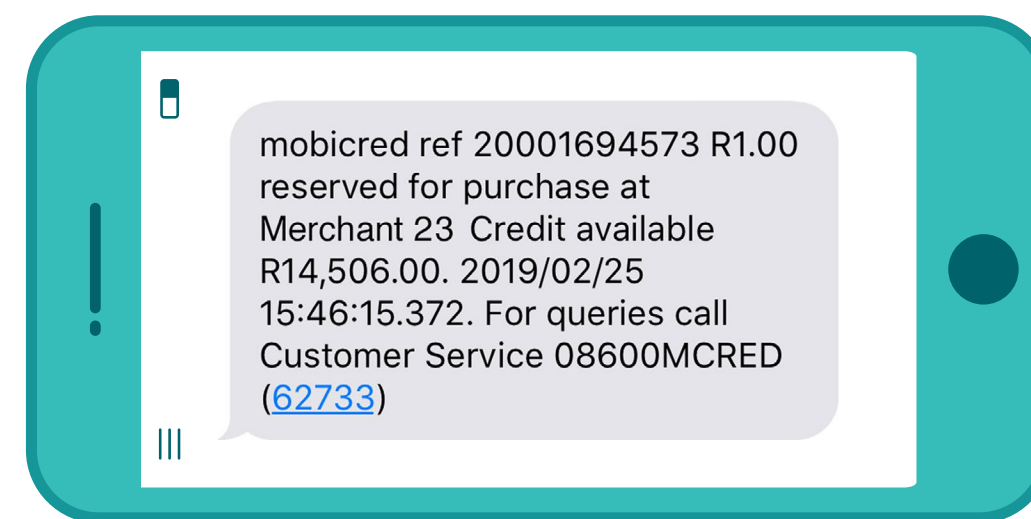 mobicred ref 20001694573 R1.00
reserved for purchase at
Merchant 23  Credit available
R14,506.00. 2019/02/25
15:46:15.372. For queries call
Customer Service 08600MCRED
(62733)